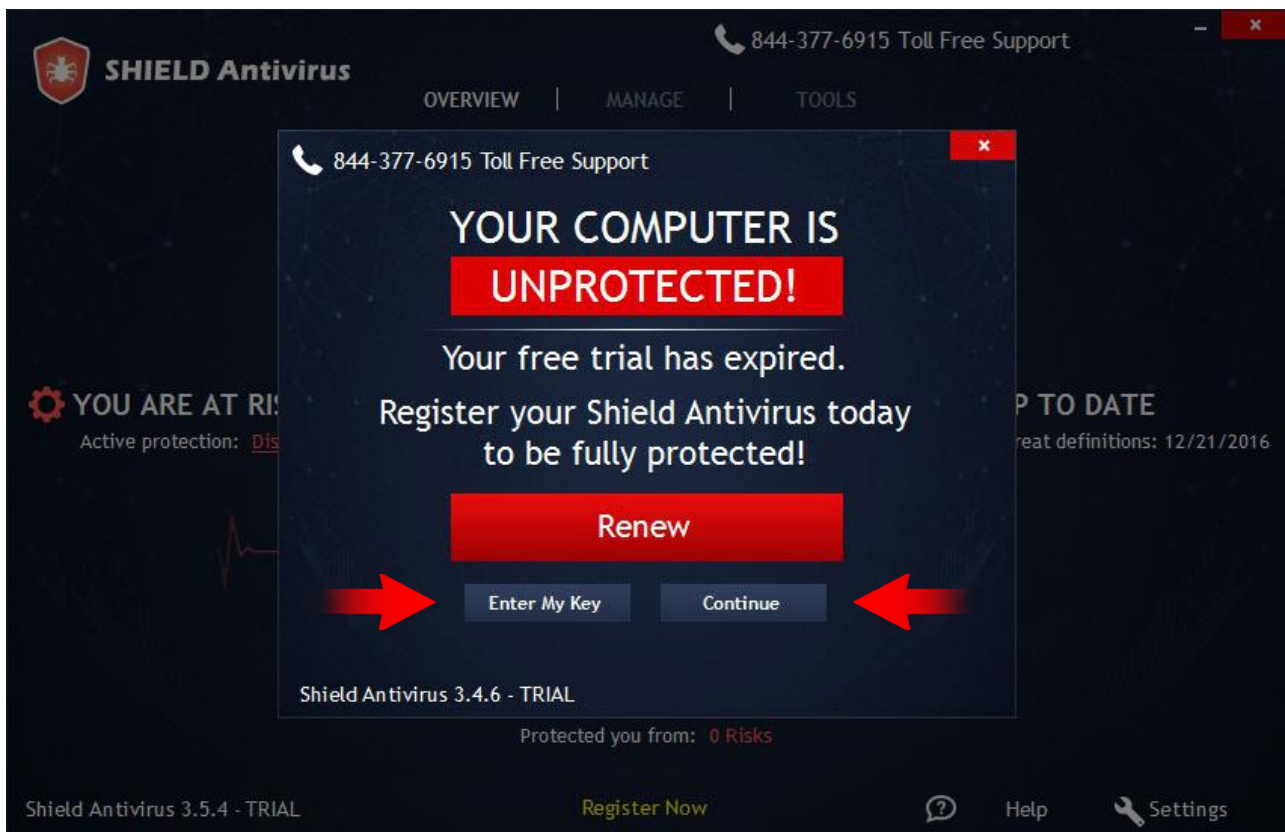 844-377-6915 Toll Free Support
SHIELD Antivirus
OVERVIEW | MANAGE | TOOLS
844-377-6915 Toll Free Support
YOUR COMPUTER IS
UNPROTECTED!
Your free trial has expired.
Register your Shield Antivirus today
to be fully protected!
YOU ARE AT
P TO DATE
Active protection:
reat definitions: 12/21/2016
Renew
Enter My Key
Continue
Shield Antivirus 3.4.6 - TRIAL
Protected you from: 0 Risks
Shield Antivirus 3.5.4 - TRIAL
Register Now
Help
Settings